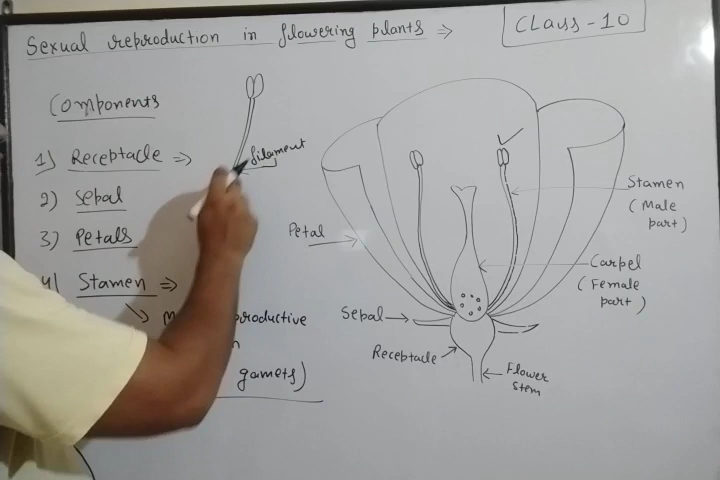 Sexual reproduction in flowering plants ⇒
CLass - 10
Components
1) Receptacle ⇒
2) Sepal
3) Petals
4) Stamen ⇒
filament
gamets)
Petal
Sepal
Receptacle
Stamen
(Male
part)
Carpel
(Female
part)
Flower
stem